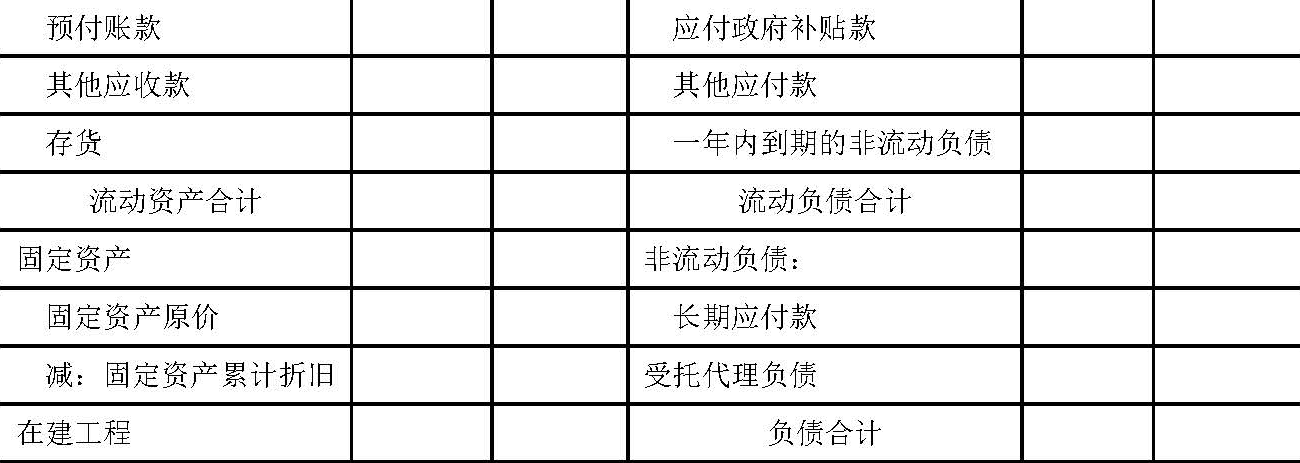 预付账款 应付政府补贴款
其他应收款 其他应付款
存货 一年内到期的非流动负债
流动资产合计 流动负债合计
固定资产 非流动负债：
固定资产原价 长期应付款
减：固定资产累计折旧 受托代理负债
在建工程 负债合计